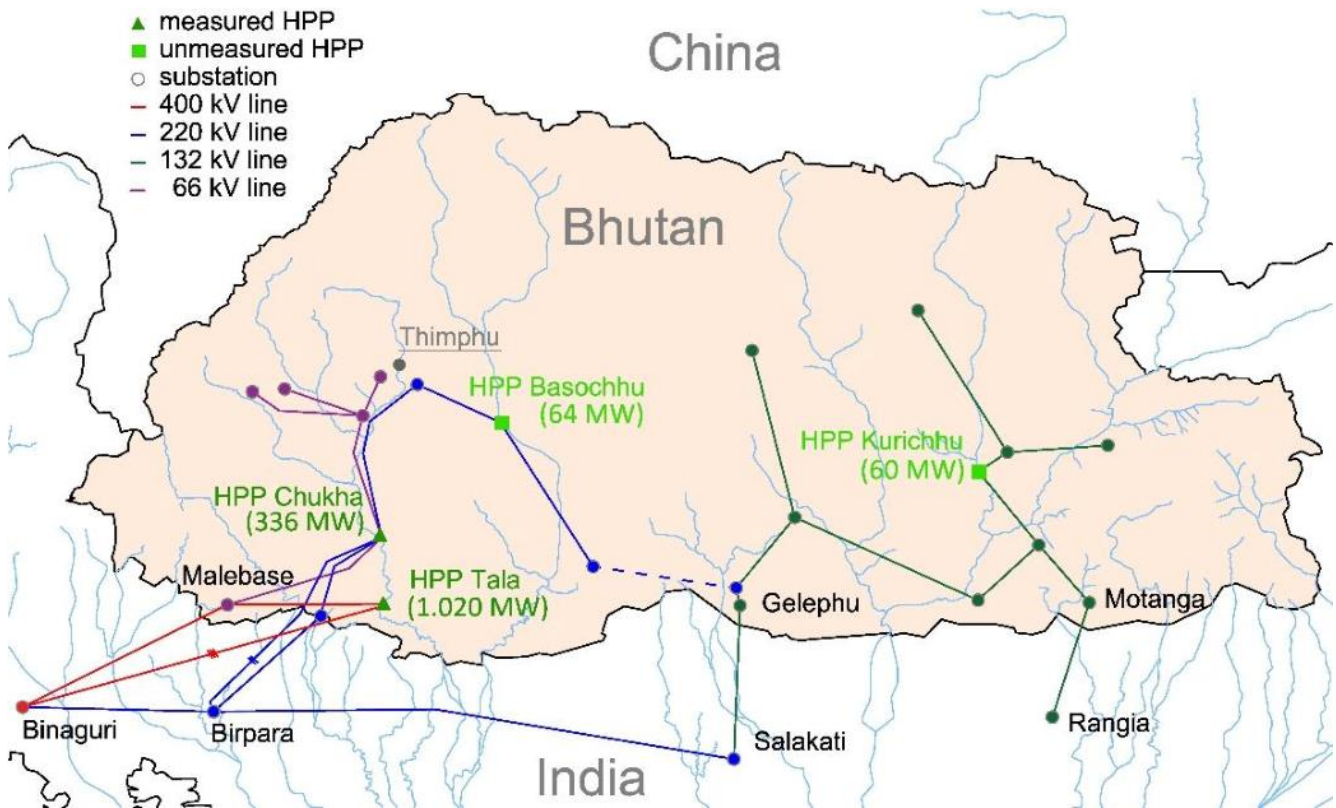 measured HPP
unmeasured HPP
substation
400 kV line
220 kV line
132 kV line
66 kV line
China
Bhutan
Thimphu
HPP Basochhu
(64 MW)
HPP Kurichhu
(60 MW)
HPP Chukha
(336 MW)
Malebase
HPP Tala
(1.020 MW)
Gelephu
Motanga
Binaguri
Birpara
Salakati
Rangia
India